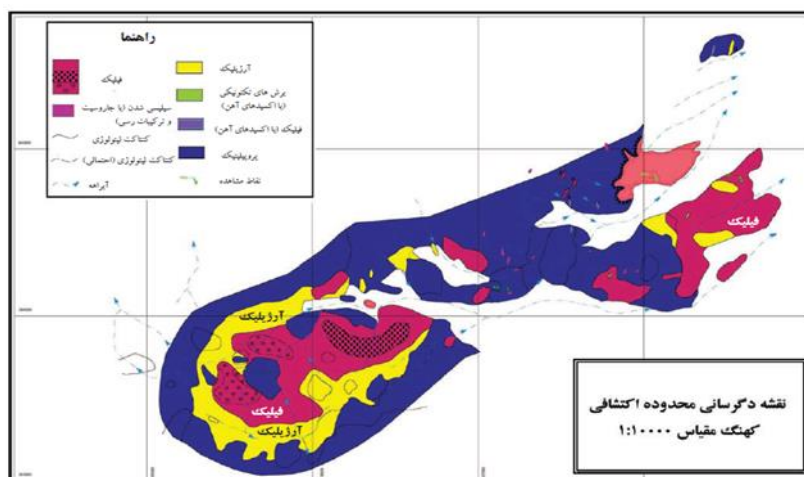 راهنما
فیلیک
سیلیسی شدن (با جاروسیت
و ترکیبات رسی)
کنتاکت لیتولوژی
کنتاکت لیتولوژی (احتمالی)
آبراهه
آرژیلیک
برش های تکتونیکی
(با اکسیدهای آهن)
فیلیک (با اکسیدهای آهن)
پروپیلیتیک
نقاط مشاهده
فیلیک
آرژیلیک
فیلیک
آرژیلیک
نقشه دگرسانی محدوده اکتشافی
کهنگ مقیاس ۱:۱۰۰۰۰